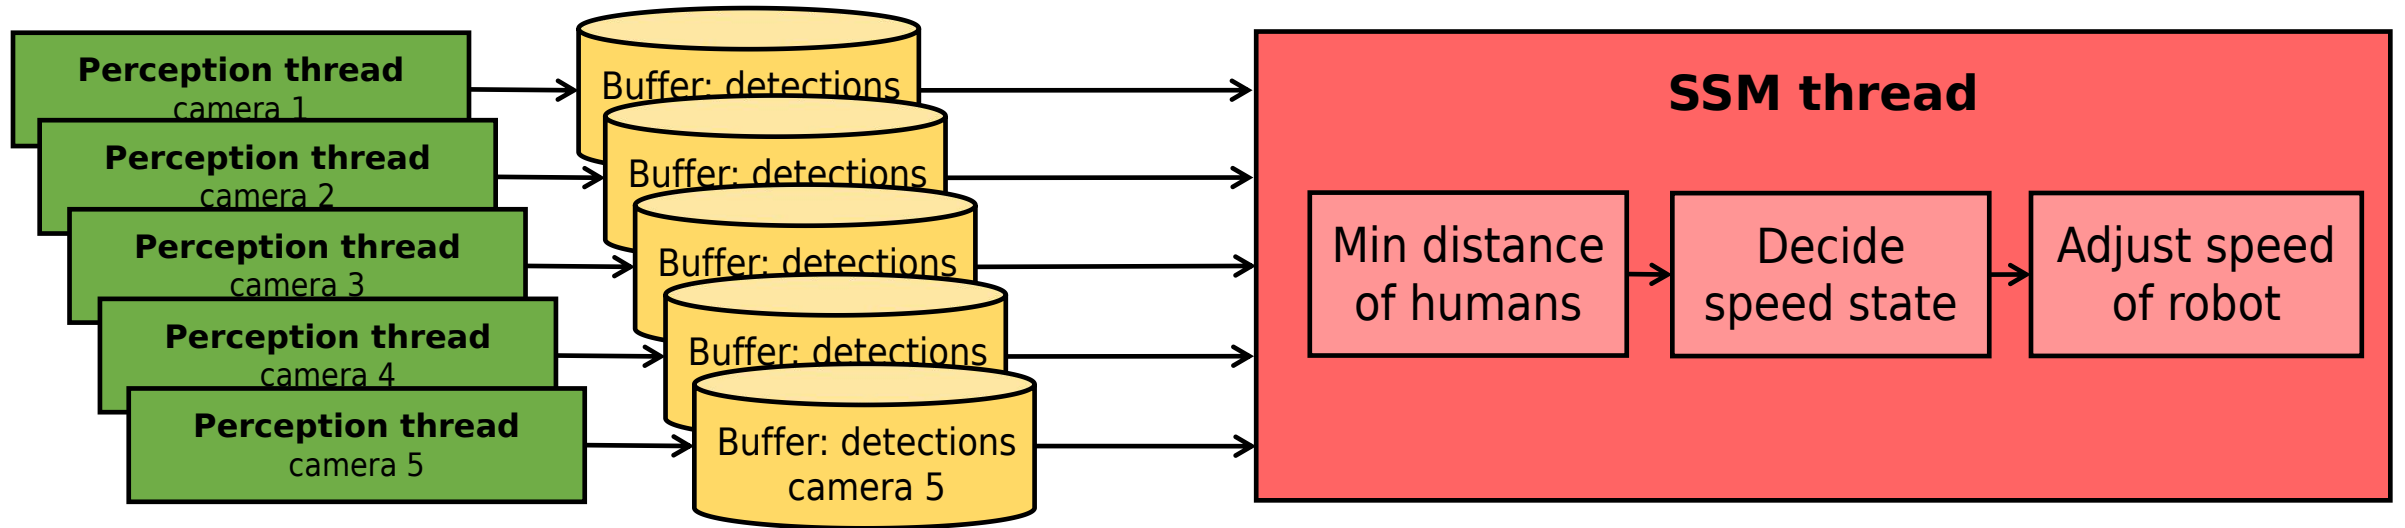 Perception thread
camera 1
Perception thread
camera 2
Perception thread
camera 3
Perception thread
camera 4
Perception thread
camera 5
Buffer: detections
Buffer: detections
Buffer: detections
Buffer: detections
Buffer: detections
camera 5
SSM thread
Min distance
of humans
Decide
speed state
Adjust speed
of robot